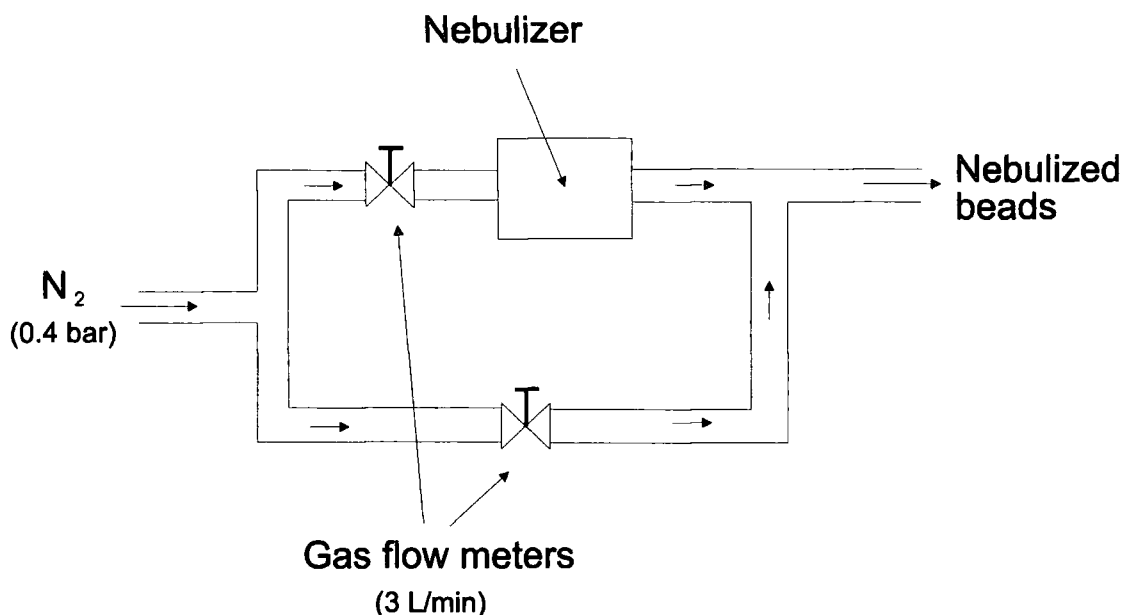 Nebulizer
Nebulized
beads
N₂
(0.4 bar)
Gas flow meters
(3 L/min)